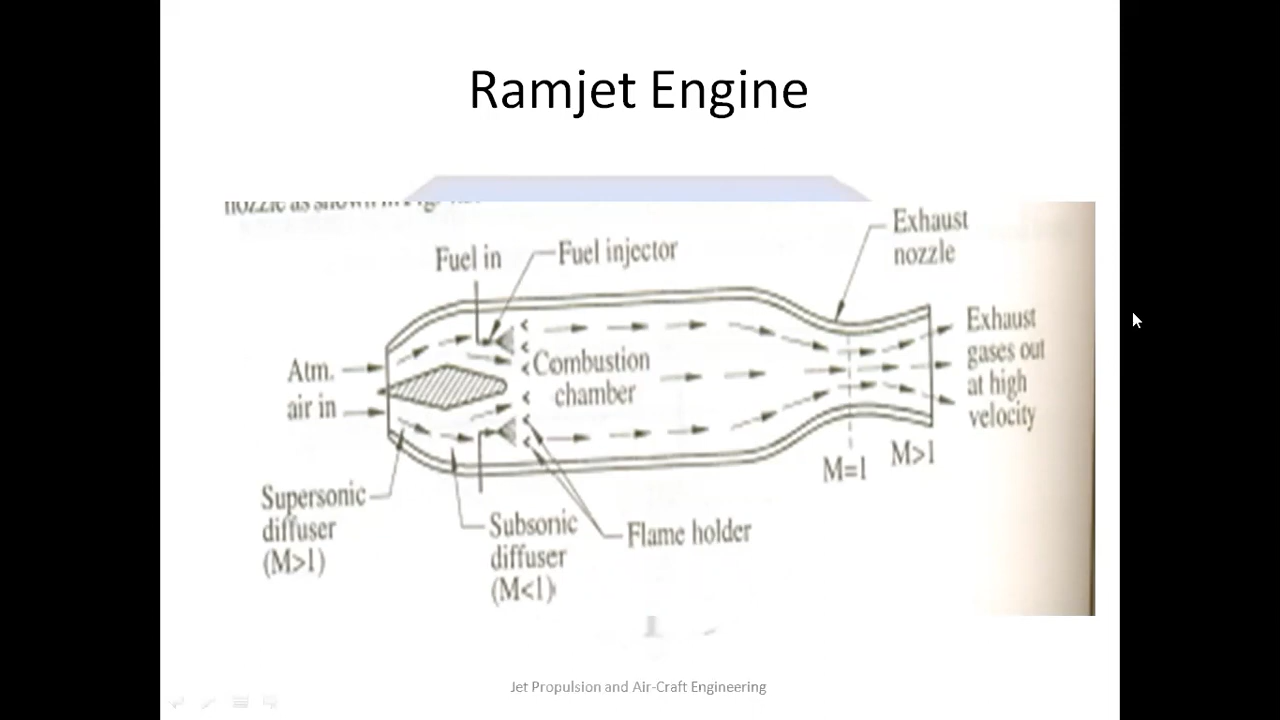 Ramjet Engine
nozzle as shown in Fig.
Exhaust
nozzle
Fuel in
Fuel injector
Atm.
air in
Combustion
chamber
Exhaust
gases out
at high
velocity
M=1
M>1
Supersonic
diffuser
(M>1)
Subsonic
diffuser
(M<1)
Flame holder
Jet Propulsion and Air-Craft Engineering